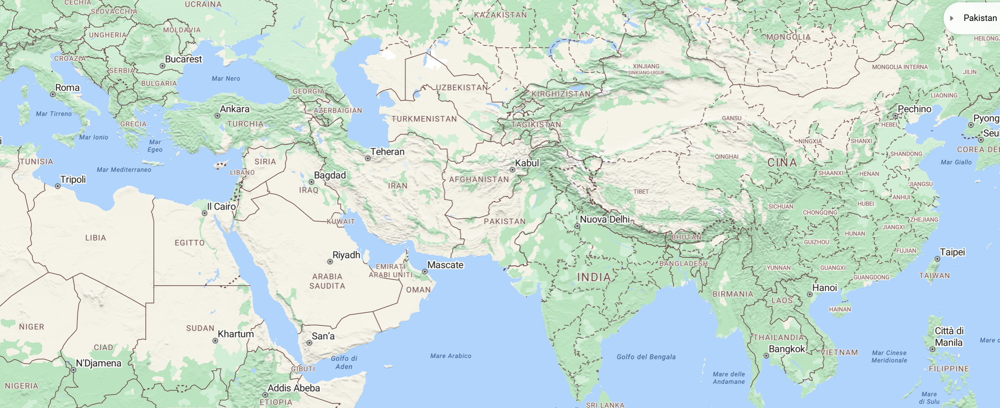 CECHIA
UCRAINA
SLOVACCHIA
KAZAKISTAN
Pakistan
MOLDAVIA
UNGHERIA
MONGOLIA
HEILONG
CROAZIA
Bucarest
SERBIA
XINJIANG
SINKIANG-UIGUR
MONGOLIA INTERNA
JILIN
Mar Nero
BULGARIA
Roma
GEORGIA
UZBEKISTAN
KIRGHIZISTAN
LIAONING
Mar Tirreno
Ankara
AZERBAIGIAN
Pechino
GRECIA
TURCHIA
TURKMENISTAN
TAGIKISTAN
GANSU
HEBEI
Pyong
Mar Ionio
Mar
Egeo
NINGXIA
SHANXI
Seul
TUNISIA
SIRIA
Teheran
Kabul
QINGHAI
CINA
SHANDONG
COREA DEL
Mar Mediterraneo
LIBANO
Bagdad
AFGHANISTAN
SHAANXI
HENAN
Mar Giallo
Tripoli
IRAQ
IRAN
TIBET
JIANGSU
Il Cairo
SICHUAN
HUBEI
ANHUI
KUWAIT
PAKISTAN
Nuova Delhi
CHONGQING
ZHEJIANG
LIBIA
EGITTO
BHUTAN
GUIZHOU
HUNAN
JIANGXI
Riyadh
FUJIAN
Taipei
EMIRATI
ARABI UNITI
Mascate
BANGLADESH
YUNNAN
GUANGXI
ARABIA
SAUDITA
OMAN
INDIA
GUANGDONG
TAIWAN
BIRMANIA
LAOS
Hanoi
HAINAN
NIGER
SUDAN
Khartum
San'a
THAILANDIA
Città di
Manila
CIAD
Bangkok
VIETNAM
Mare d
N'Djamena
Golfo di
Aden
Mare Arabico
Golfo del Bengala
Mar Cinese
Meridionale
GIBUTI
FILIPPINE
NIGERIA
Addis Abeba
ETIOPIA
Mare delle
Andamane
SRI LANKA
Mare
di Sulu